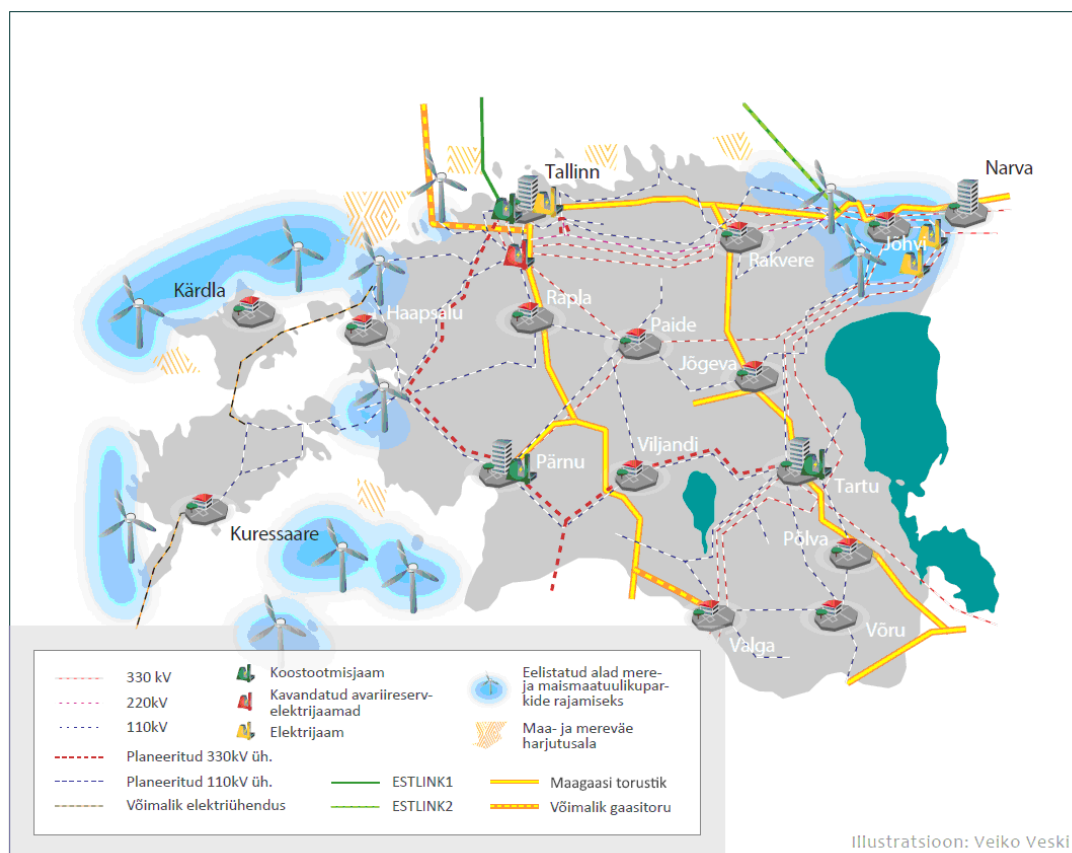 Tallinn
Narva
Jõhvi
Rakvere
Kärdla
Haapsalu
Rapla
Paide
Jõgeva
Pärnu
Viljandi
Tartu
Kuressaare
Põlva
Valga
Võru
330 kV
220kV
110kV
Planeeritud 330kV üh.
Planeeritud 110kV üh.
Võimalik elektriühendus
Koostootmisjaam
Kavandatud avariireserv-
elektrijaamad
Elektrijaam
ESTLINK1
ESTLINK2
Eelistatud alad mere-
ja maismaatuulikupar-
kide rajamiseks
Maa- ja mereväe
harjutusala
Maagaasi torustik
Võimalik gaasitoru
Illustratsioon: Veiko Veski